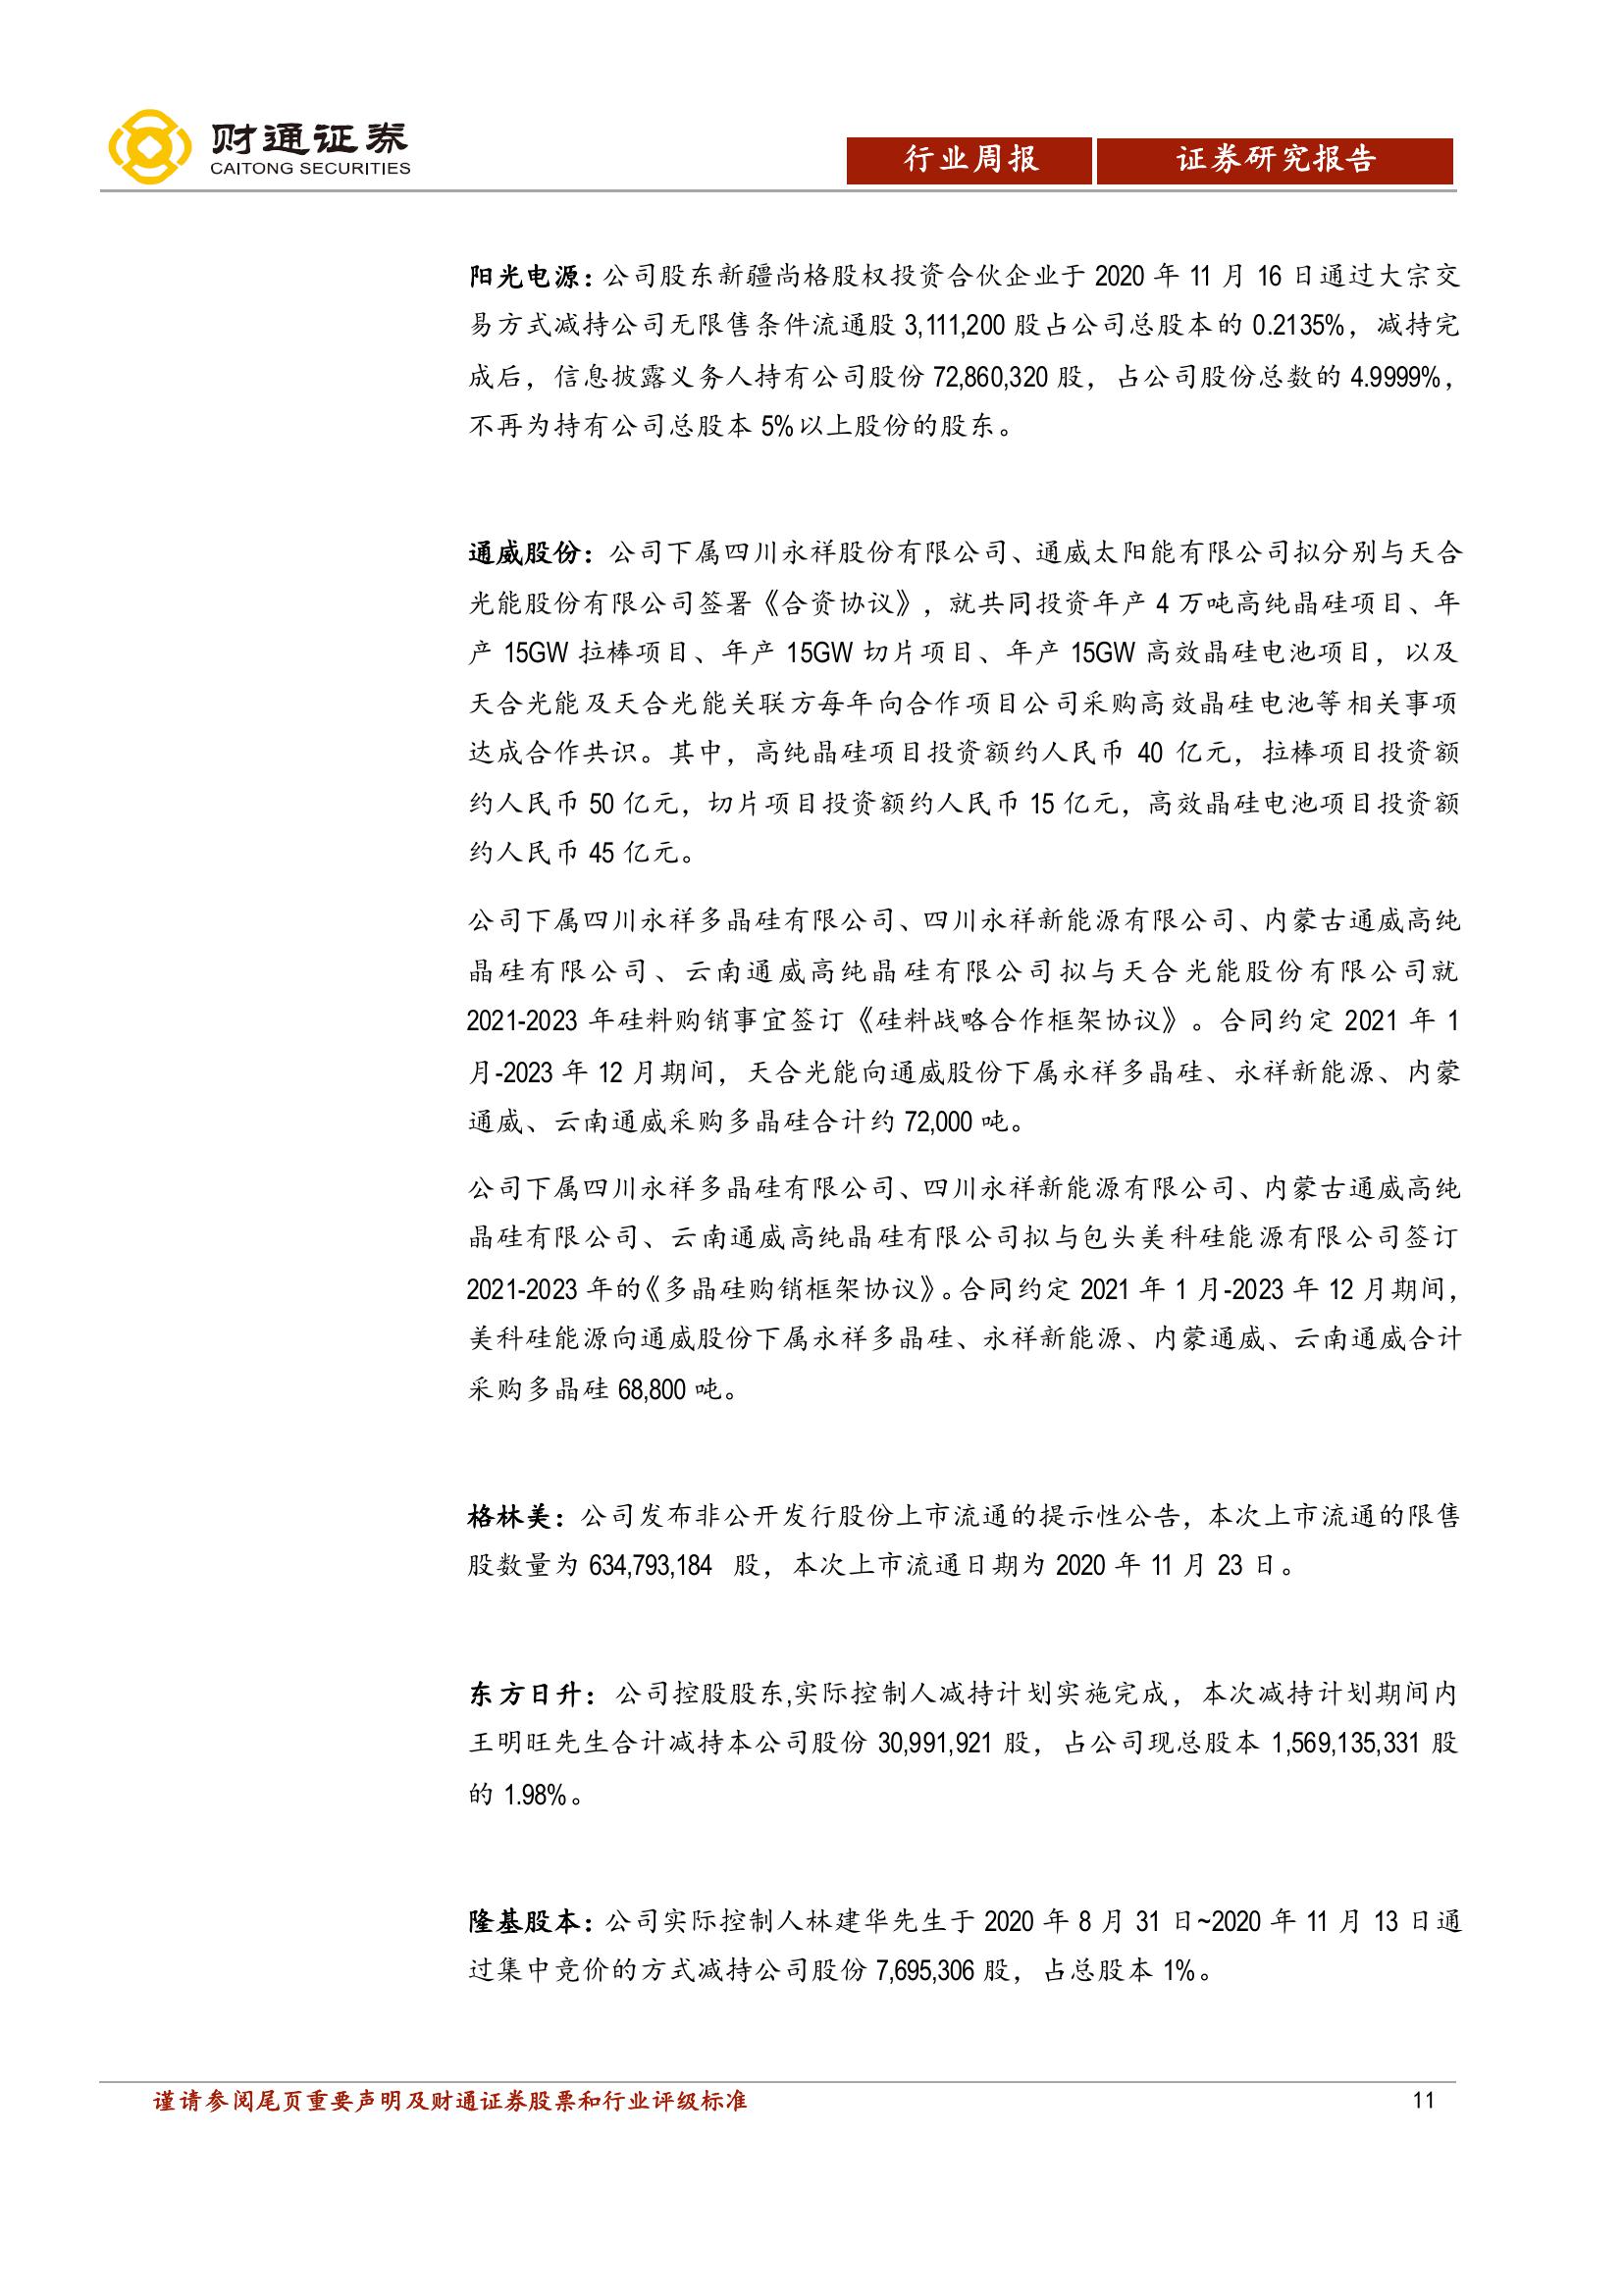 财通证券
CAITONG SECURITIES
行业周报
证券研究报告
阳光电源：公司股东新疆尚格股权投资合伙企业于 2020 年 11 月 16 日通过大宗交
易方式减持公司无限售条件流通股 3,111,200 股占公司总股本的 0.2135%，减持完
成后，信息披露义务人持有公司股份 72,860,320 股，占公司股份总数的 4.9999%，
不再为持有公司总股本 5%以上股份的股东。
通威股份：公司下属四川永祥股份有限公司、通威太阳能有限公司拟分别与天合
光能股份有限公司签署《合资协议》，就共同投资年产 4 万吨高纯晶硅项目、年
产 15GW 拉棒项目、年产 15GW 切片项目、年产 15GW 高效晶硅电池项目，以及
天合光能及天合光能关联方每年向合作项目公司采购高效晶硅电池等相关事项
达成合作共识。其中，高纯晶硅项目投资额约人民币 40 亿元，拉棒项目投资额
约人民币 50 亿元，切片项目投资额约人民币 15 亿元，高效晶硅电池项目投资额
约人民币 45 亿元。
公司下属四川永祥多晶硅有限公司、四川永祥新能源有限公司、内蒙古通威高纯
晶硅有限公司、云南通威高纯晶硅有限公司拟与天合光能股份有限公司就
2021-2023 年硅料购销事宜签订《硅料战略合作框架协议》。合同约定 2021 年 1
月-2023 年 12 月期间，天合光能向通威股份下属永祥多晶硅、永祥新能源、内蒙
通威、云南通威采购多晶硅合计约 72,000 吨。
公司下属四川永祥多晶硅有限公司、四川永祥新能源有限公司、内蒙古通威高纯
晶硅有限公司、云南通威高纯晶硅有限公司拟与包头美科硅能源有限公司签订
2021-2023 年的《多晶硅购销框架协议》。合同约定 2021 年 1 月-2023 年 12 月期间，
美科硅能源向通威股份下属永祥多晶硅、永祥新能源、内蒙通威、云南通威合计
采购多晶硅 68,800 吨。
格林美：公司发布非公开发行股份上市流通的提示性公告，本次上市流通的限售
股数量为 634,793,184 股，本次上市流通日期为 2020 年 11 月 23 日。
东方日升：公司控股股东,实际控制人减持计划实施完成，本次减持计划期间内
王明旺先生合计减持本公司股份 30,991,921 股，占公司现总股本 1,569,135,331 股
的 1.98%。
隆基股本：公司实际控制人林建华先生于 2020 年 8 月 31 日~2020 年 11 月 13 日通
过集中竞价的方式减持公司股份 7,695,306 股，占总股本 1%。
谨请参阅尾页重要声明及财通证券股票和行业评级标准
11